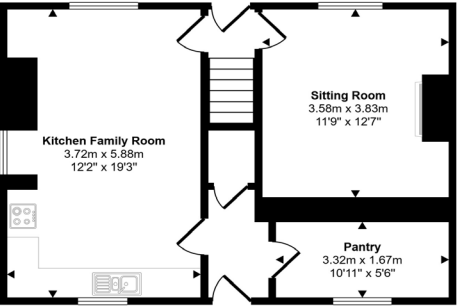 Sitting Room
3.58m x 3.83m
11'9" x 12'7"
Kitchen Family Room
3.72m x 5.88m
12'2" x 19'3"
Pantry
3.32m x 1.67m
10'11" x 5'6"